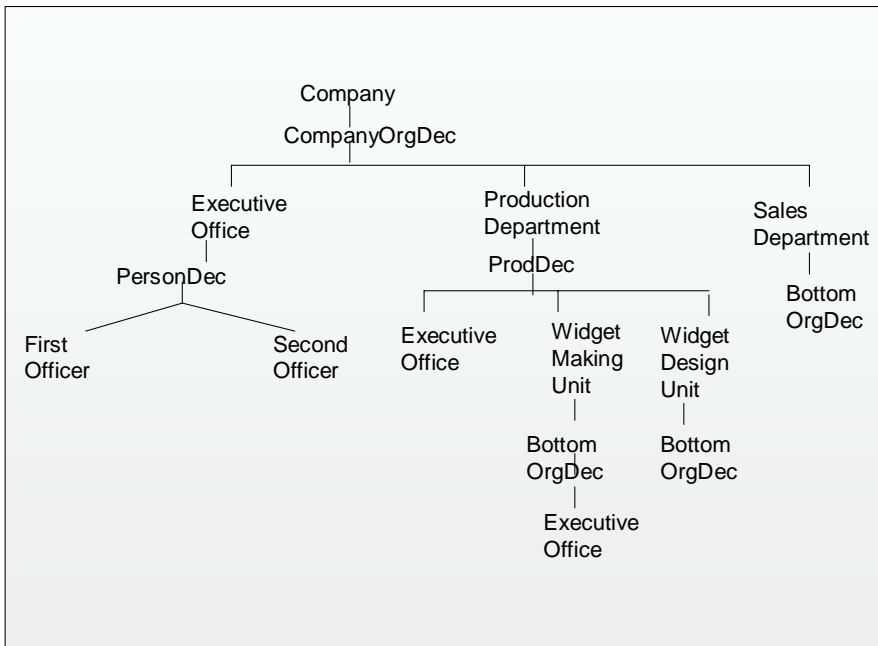 Company
CompanyOrgDec
Executive
Office
Production
Department
Sales
Department
PersonDec
ProdDec
Bottom
OrgDec
First
Officer
Second
Officer
Executive
Office
Widget
Making
Unit
Widget
Design
Unit
Bottom
OrgDec
Bottom
OrgDec
Executive
Office